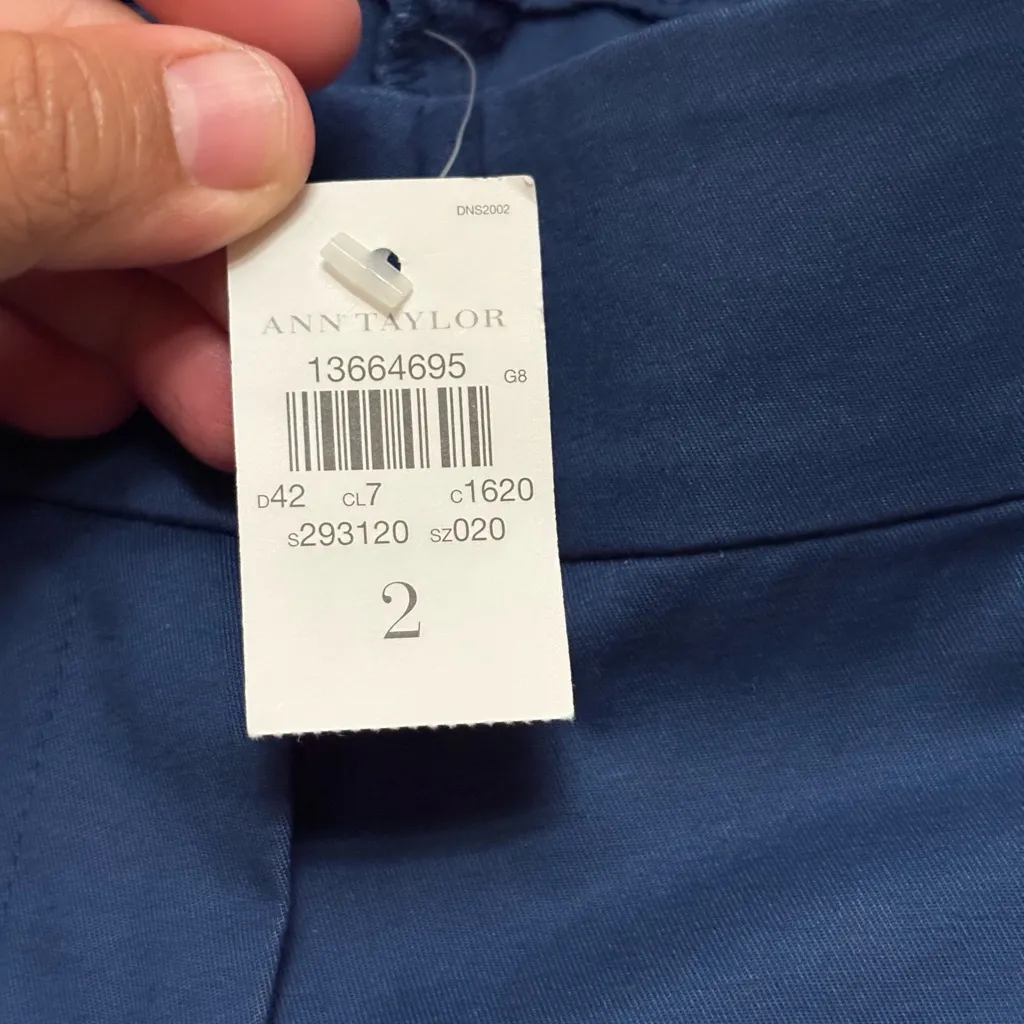 DNS2002
ANN TAYLOR
13664695
G8
D42 CL7 C1620
S293120 SZ020
2